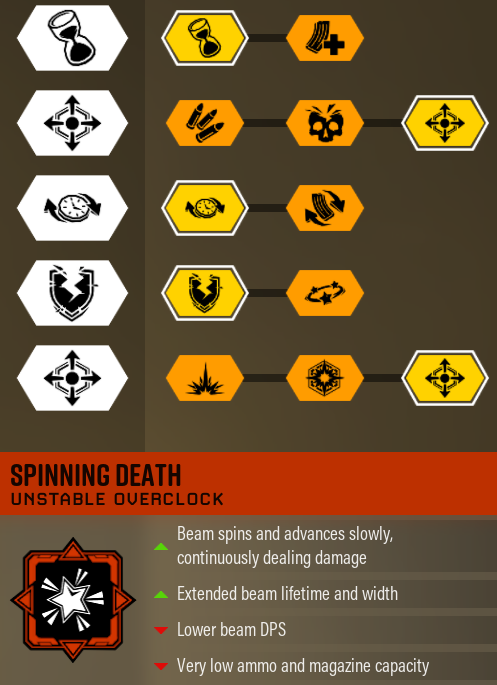 SPINNING DEATH
UNSTABLE OVERCLOCK
Beam spins and advances slowly,
continuously dealing damage
Extended beam lifetime and width
Lower beam DPS
Very low ammo and magazine capacity